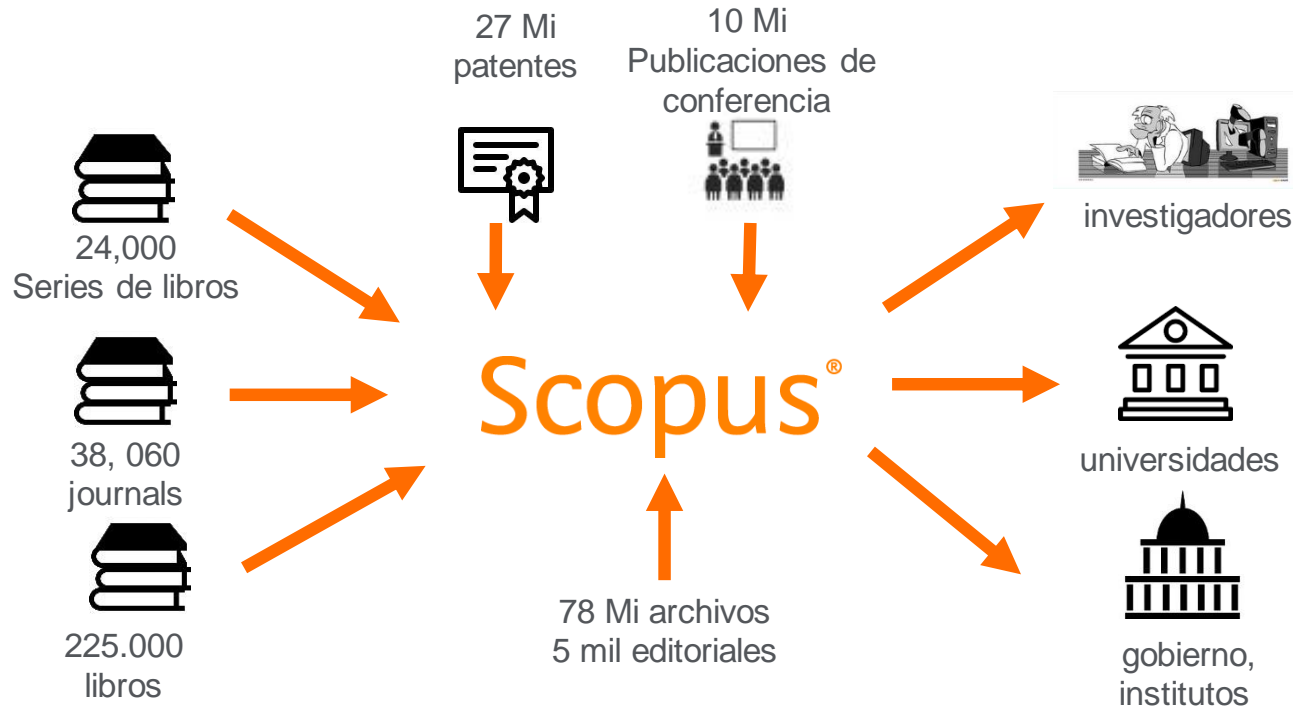 27 Mi
patentes
10 Mi
Publicaciones de
conferencia
24,000
Series de libros
38, 060
journals
225.000
libros
Scopus®
78 Mi archivos
5 mil editoriales
investigadores
universidades
gobierno,
institutos